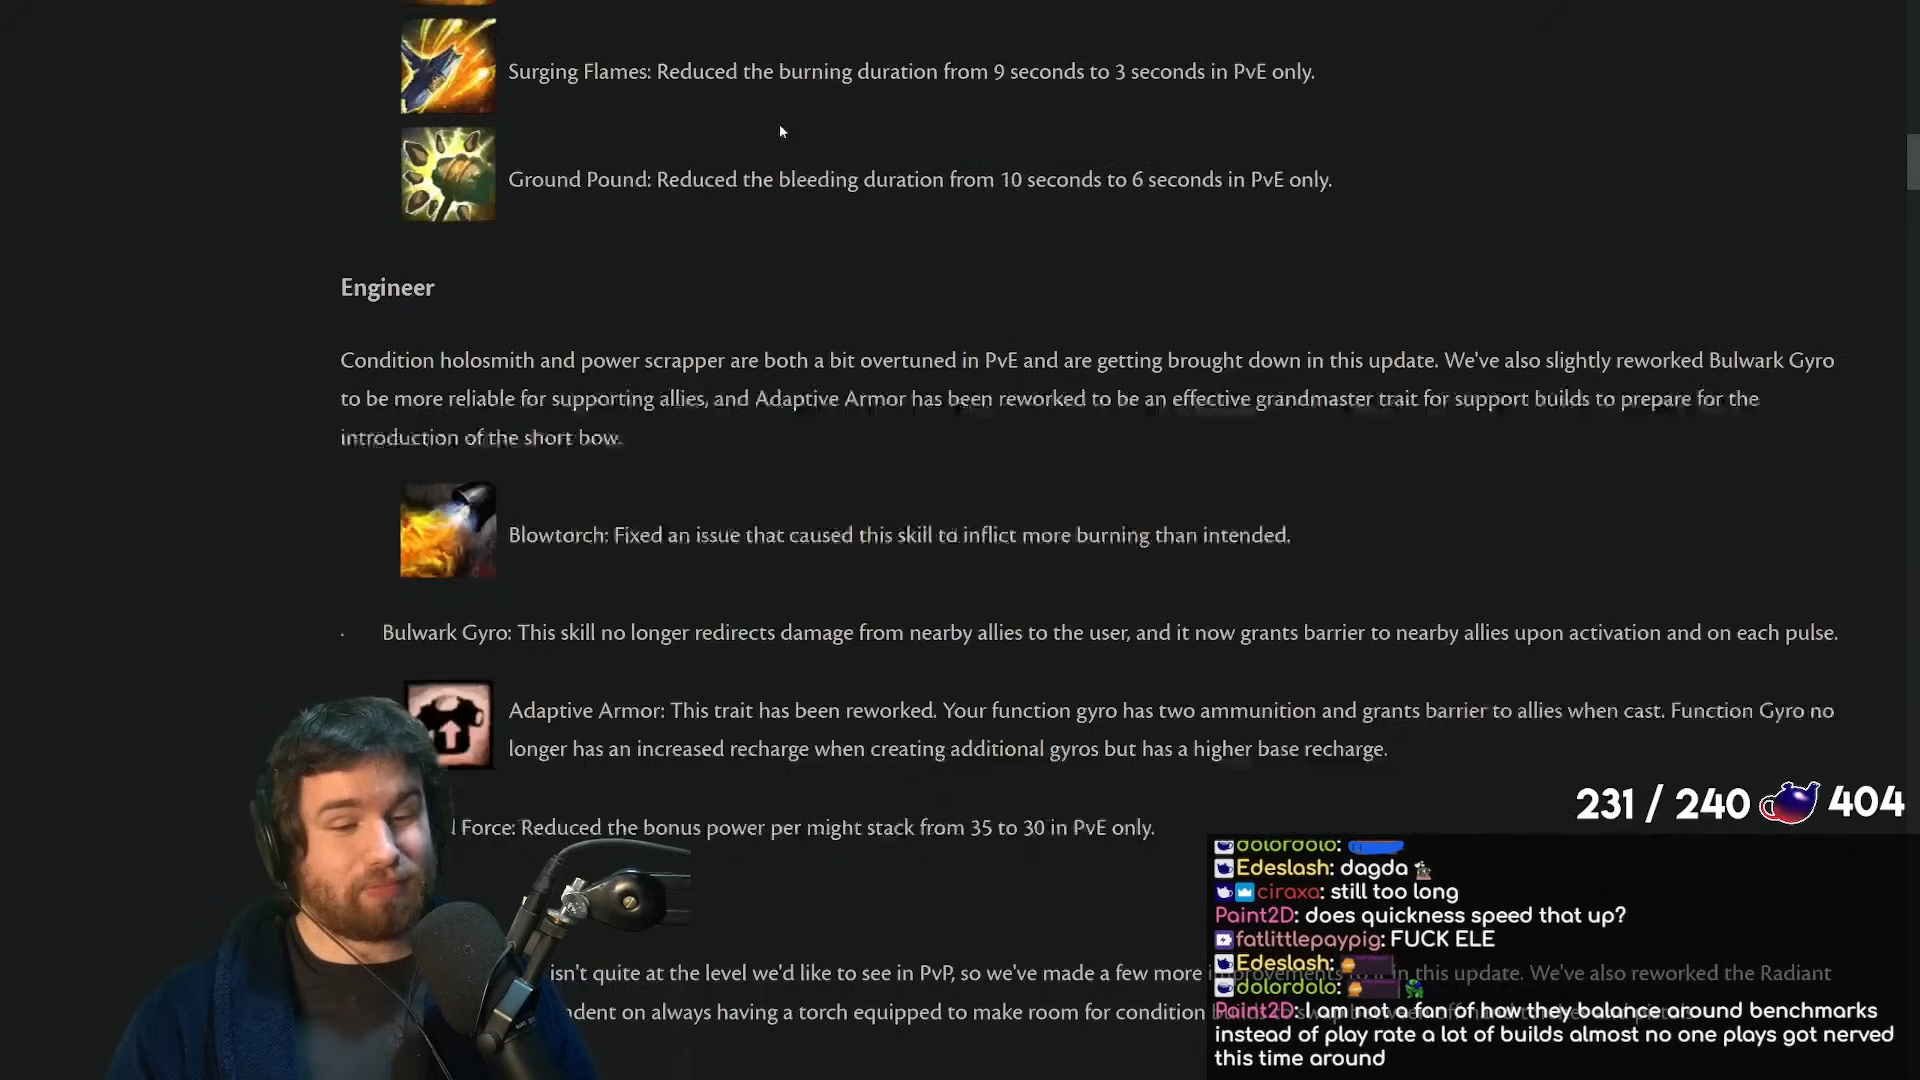 Surging Flames: Reduced the burning duration from 9 seconds to 3 seconds in PvE only.
Ground Pound: Reduced the bleeding duration from 10 seconds to 6 seconds in PvE only.
Engineer
Condition holosmith and power scrapper are both a bit overtuned in PvE and are getting brought down in this update. We've also slightly reworked Bulwark Gyro
to be more reliable for supporting allies, and Adaptive Armor has been reworked to be an effective grandmaster trait for support builds to prepare for the
introduction of the short bow.
Blowtorch: Fixed an issue that caused this skill to inflict more burning than intended.
· Bulwark Gyro: This skill no longer redirects damage from nearby allies to the user, and it now grants barrier to nearby allies upon activation and on each pulse.
Adaptive Armor: This trait has been reworked. Your function gyro has two ammunition and grants barrier to allies when cast. Function Gyro no
longer has an increased recharge when creating additional gyros but has a higher base recharge.
Force: Reduced the bonus power per might stack from 35 to 30 in PvE only.
231 / 240 404
dolordolo:
Edeslash: dagda
ciraxa: still too long
Paint2D: does quickness speed that up?
fatlittlepaypig: FUCK ELE
Edeslash:
dolordolo:
isn't quite at the level we'd like to see in PvP, so we've made a few more in this update. We've also reworked the Radiant
on always having a torch equipped to make room for condition
Paint2D: I am not a fan of how they balance around benchmarks
instead of play rate a lot of builds almost no one plays got nerved
this time around